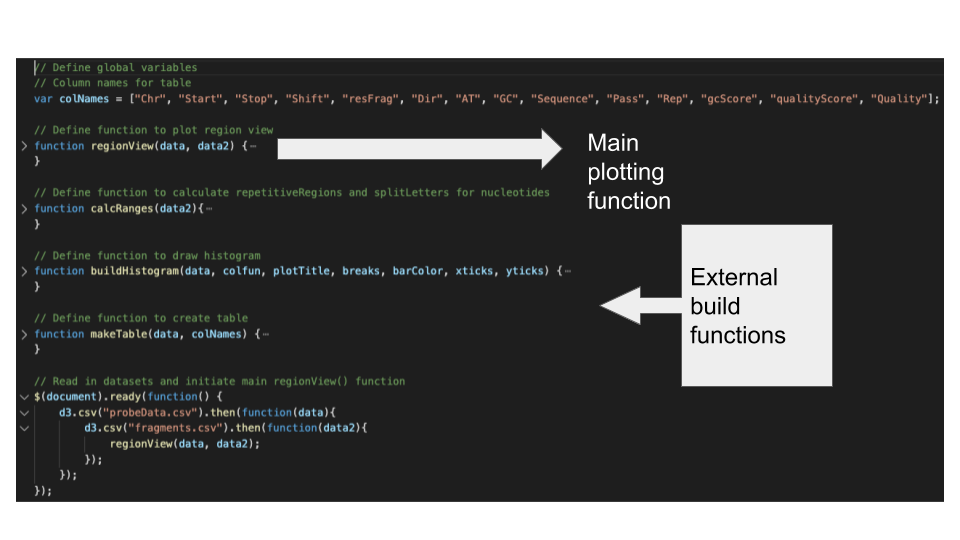 // Define global variables
// Column names for table
var colNames = ["Chr", "Start", "Stop", "Shift", "resFrag", "Dir", "AT", "GC", "Sequence", "Pass", "Rep", "gcScore", "qualityScore", "Quality"];
// Define function to plot region view
function regionView(data, data2) {⋯
}
// Define function to calculate repetitiveRegions and splitLetters for nucleotides
function calcRanges(data2){⋯
}
// Define function to draw histogram
function buildHistogram(data, colfun, plotTitle, breaks, barColor, xticks, yticks) {⋯
}
// Define function to create table
function makeTable(data, colNames) {⋯
}
// Read in datasets and initiate main regionView() function
$(document).ready(function() {
d3.csv("probeData.csv").then(function(data){
d3.csv("fragments.csv").then(function(data2){
regionView(data, data2);
});
});
});
Main
plotting
function
External
build
functions